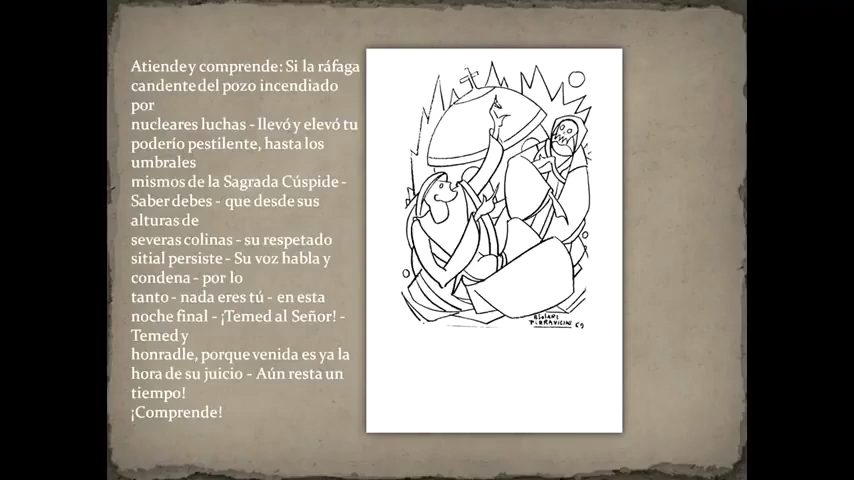 Atiende y comprende: Si la ráfaga
candente del pozo incendiado
por
nucleares luchas - llevó y elevó tu
poderío pestilente, hasta los
umbrales
mismos de la Sagrada Cúspide -
Saber debes - que desde sus
alturas de
severas colinas - su respetado
sitial persiste - Su voz habla y
condena - por lo
tanto - nada eres tú - en esta
noche final - ¡Temed al Señor! -
Temed y
honradle, porque venida es ya la
hora de su juicio - Aún resta un
tiempo!
¡Comprende!